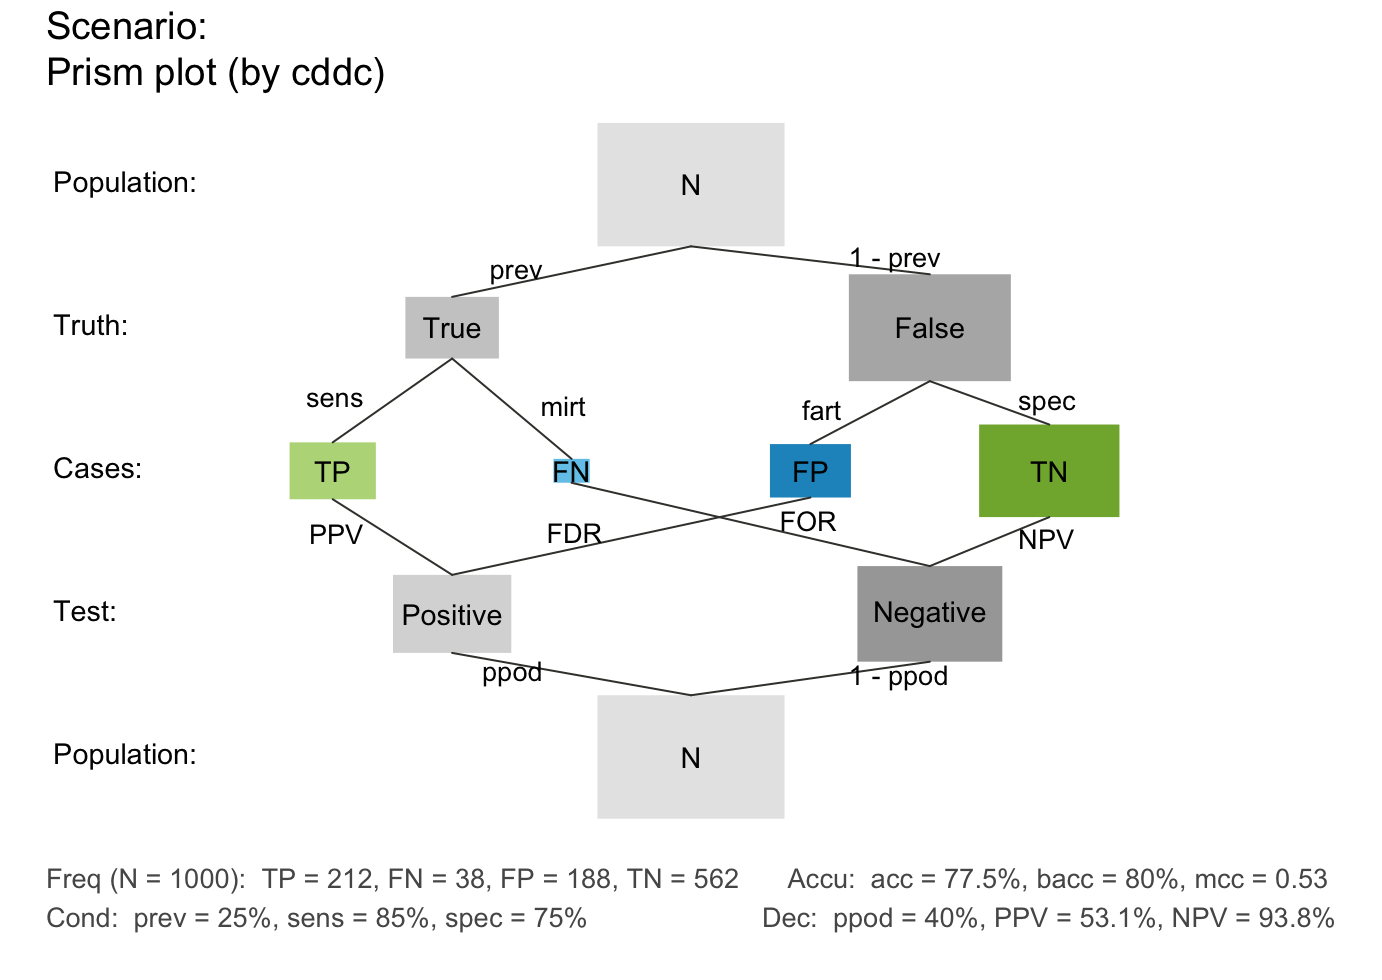 Scenario:
Prism plot (by cddc)
Population:
N
prev
1 - prev
Truth:
True
False
sens
mirt
fart
spec
Cases:
TP
FN
FP
TN
PPV
FDR
FOR
NPV
Test:
Positive
Negative
ppod
1 - ppod
Population:
N
Freq (N = 1000):  TP = 212, FN = 38, FP = 188, TN = 562
Accu:  acc = 77.5%, bacc = 80%, mcc = 0.53
Cond:  prev = 25%, sens = 85%, spec = 75%
Dec:  ppod = 40%, PPV = 53.1%, NPV = 93.8%